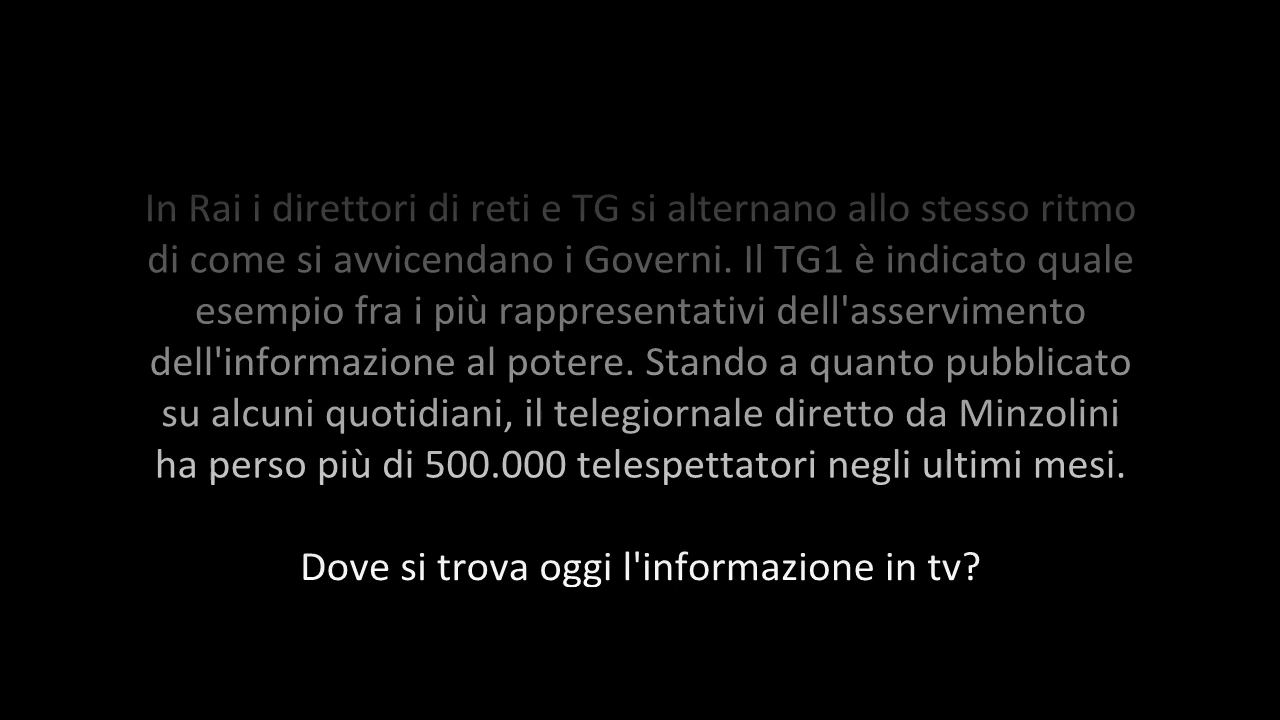 In Rai i direttori di reti e TG si alternano allo stesso ritmo
di come si avvicendano i Governi. Il TG1 è indicato quale
esempio fra i più rappresentativi dell'asservimento
dell'informazione al potere. Stando a quanto pubblicato
su alcuni quotidiani, il telegiornale diretto da Minzolini
ha perso più di 500.000 telespettatori negli ultimi mesi.
Dove si trova oggi l'informazione in tv?